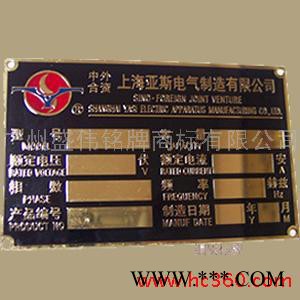 中外合资 上海亚斯电气制造有限公司
SINO-FOREIGN JOINT VENTURE
SHANGHAI YASI ELECTRIC APPARATUS MANUFACTURING CO.,LTD.
广州盛伟铭牌商标有限公司
额定电压 伏 额定电流 安
RATED VOLTAGE V RATED CURRENT A
相数 频率 赫兹
PHASE Hz
产品编号 制造日期 年 月
PRODUCT NO MANUF DATE Y M
www.hc360.com
www.***.com